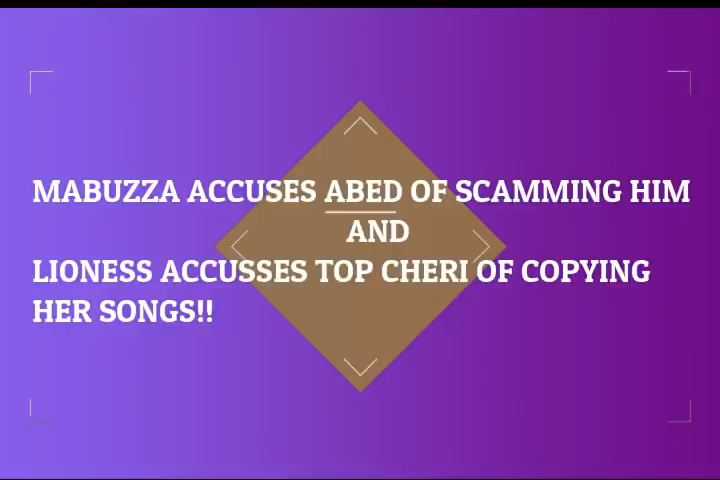 MABUZZA ACCUSES ABED OF SCAMMING HIM
AND
LIONESS ACCUSSES TOP CHERI OF COPYING
HER SONGS!!